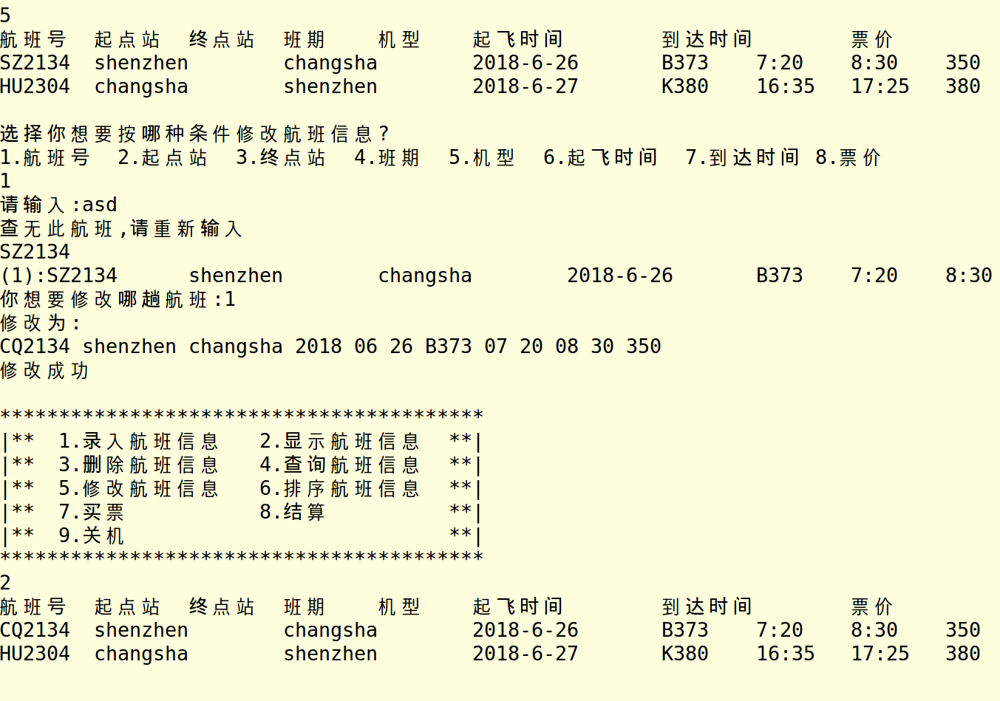 5
航班号 起点站 终点站 班期 机型 起飞时间 到达时间 票价
SZ2134 shenzhen changsha 2018-6-26 B373 7:20 8:30 350
HU2304 changsha shenzhen 2018-6-27 K380 16:35 17:25 380
选择你想要按哪种条件修改航班信息?
1.航班号 2.起点站 3.终点站 4.班期 5.机型 6.起飞时间 7.到达时间 8.票价
1
请输入:asd
查无此航班,请重新输入
SZ2134
(1):SZ2134 shenzhen changsha 2018-6-26 B373 7:20 8:30
你想要修改哪趟航班:1
修改为:
CQ2134 shenzhen changsha 2018 06 26 B373 07 20 08 30 350
修改成功
*****************************************
|** 1.录入航班信息 2.显示航班信息 **|
|** 3.删除航班信息 4.查询航班信息 **|
|** 5.修改航班信息 6.排序航班信息 **|
|** 7.买票 8.结算 **|
|** 9.关机 **|
*****************************************
2
航班号 起点站 终点站 班期 机型 起飞时间 到达时间 票价
CQ2134 shenzhen changsha 2018-6-26 B373 7:20 8:30 350
HU2304 changsha shenzhen 2018-6-27 K380 16:35 17:25 380